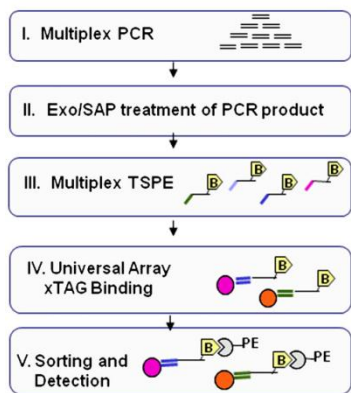 I. Multiplex PCR
II. Exo/SAP treatment of PCR product
III. Multiplex TSPE
B B B B
IV. Universal Array
xTAG Binding
B
B
V. Sorting and
Detection
B PE
B PE